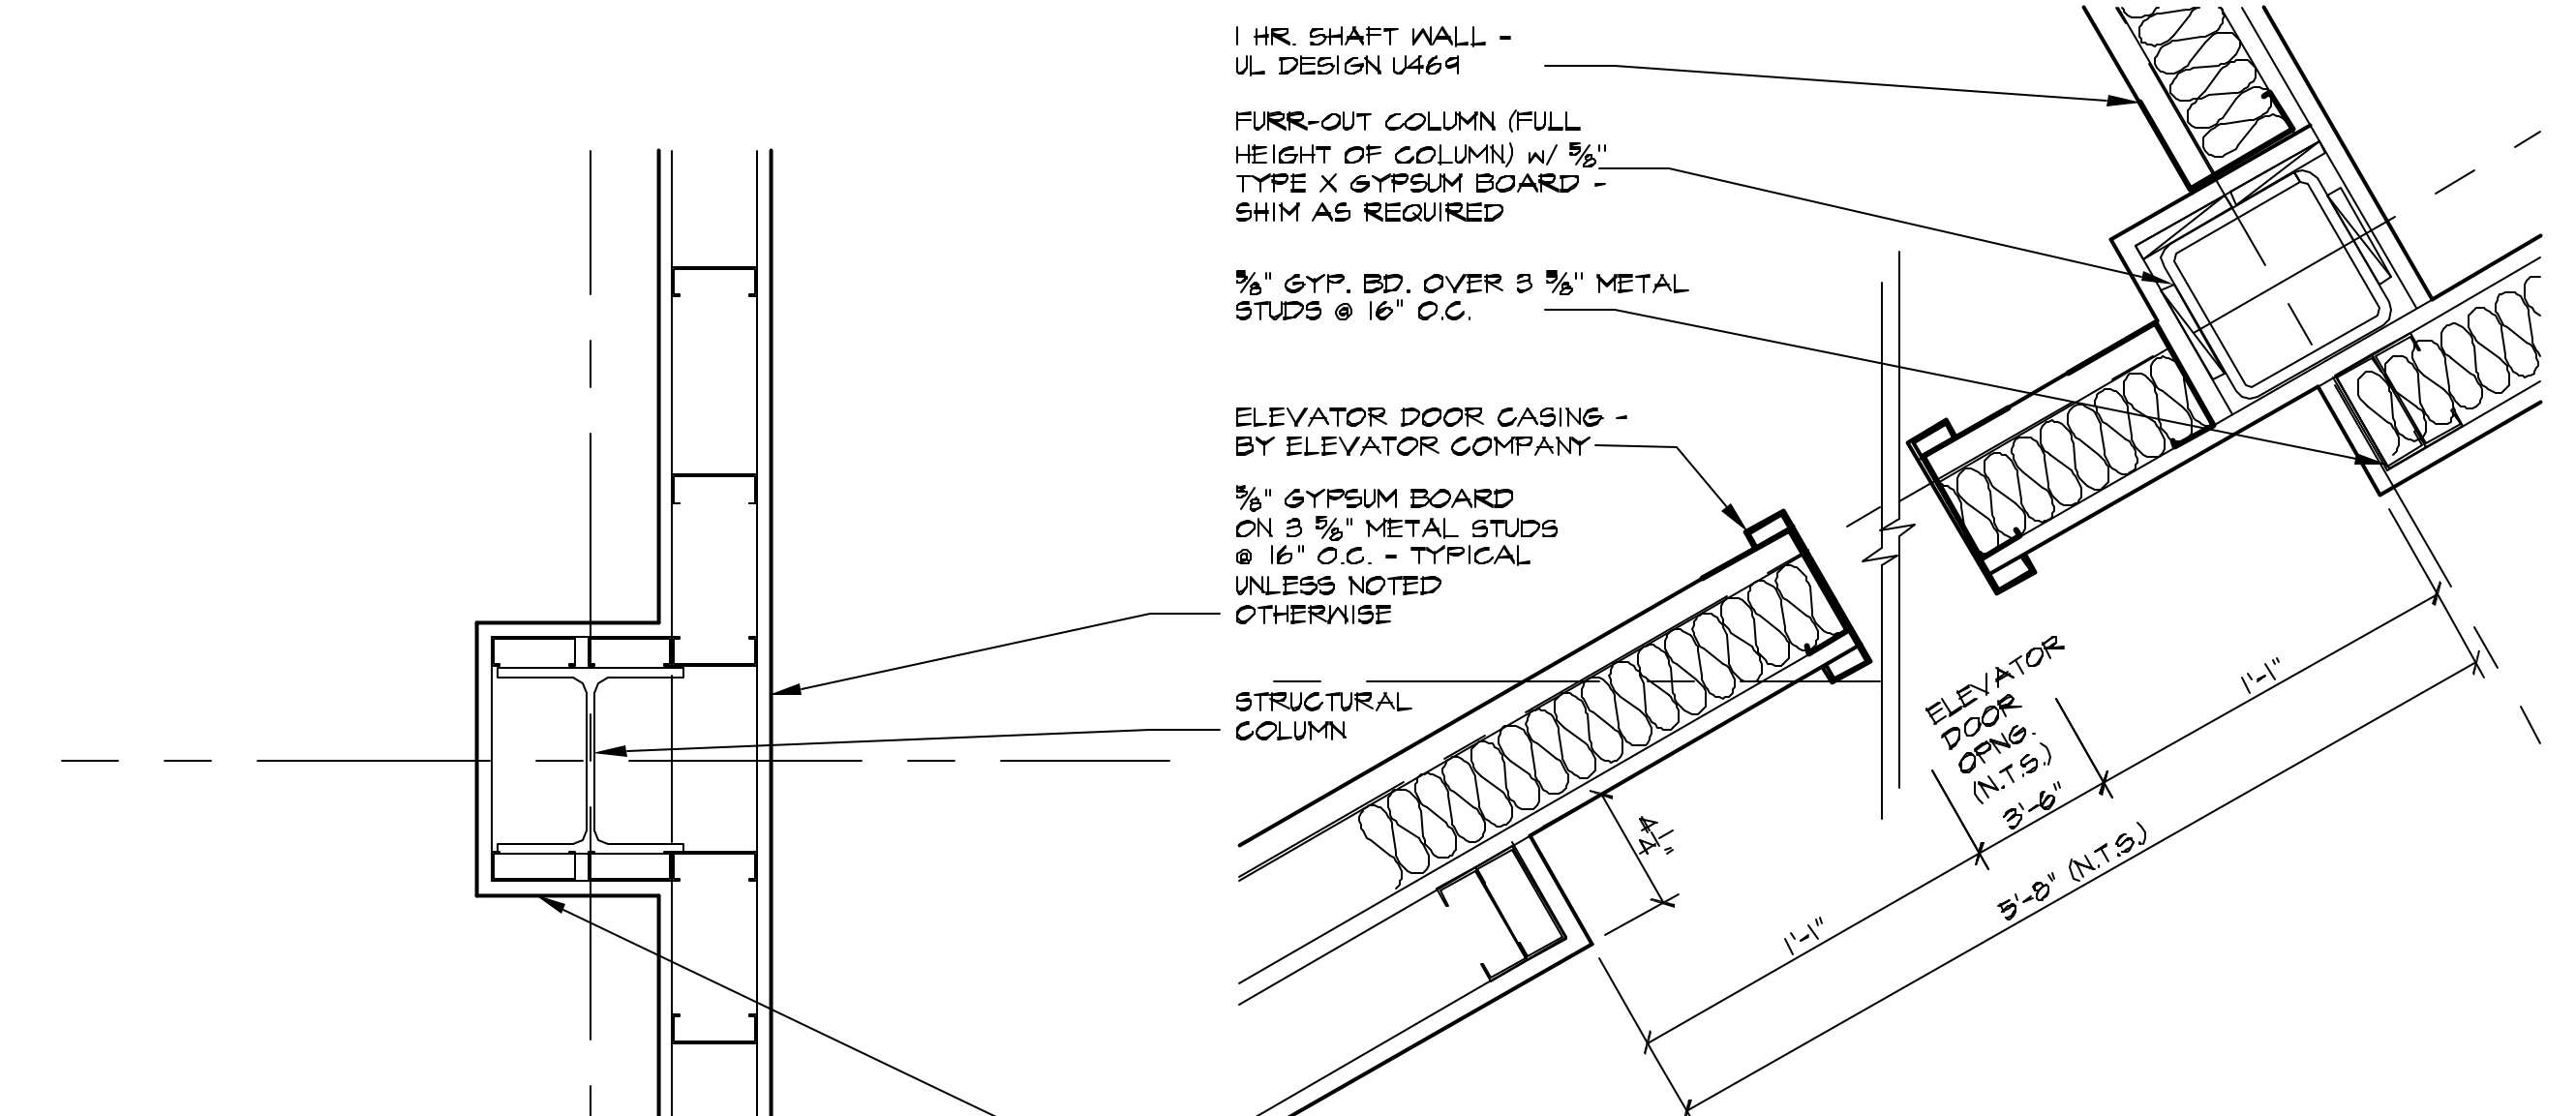 1 HR. SHAFT WALL -
UL DESIGN U469
FURR-OUT COLUMN (FULL
HEIGHT OF COLUMN) W/ 5/8"
TYPE X GYPSUM BOARD -
SHIM AS REQUIRED
5/8" GYP. BD. OVER 3 5/8" METAL
STUDS @ 16" O.C.
ELEVATOR DOOR CASING -
BY ELEVATOR COMPANY
5/8" GYPSUM BOARD
ON 3 5/8" METAL STUDS
@ 16" O.C. - TYPICAL
UNLESS NOTED
OTHERWISE
STRUCTURAL
COLUMN
ELEVATOR
DOOR
OPNG.
(N.T.S.)
3'-6"
1'-1"
1'-1"
5'-8" (N.T.S.)